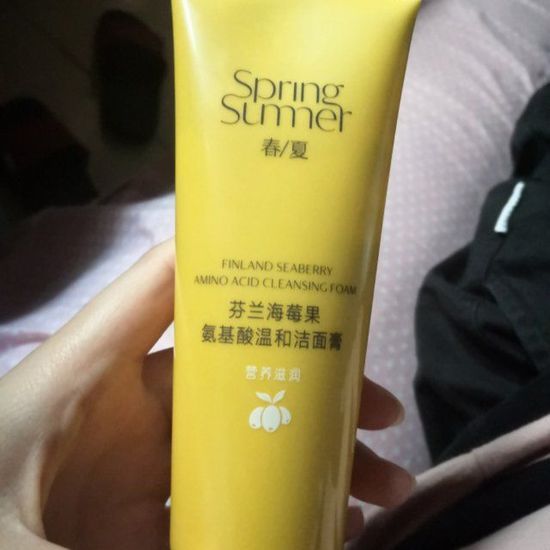 Spring
Summer
春/夏
FINLAND SEABERRY
AMINO ACID CLEANSING FOAM
芬兰海莓果
氨基酸温和洁面膏
营养滋润